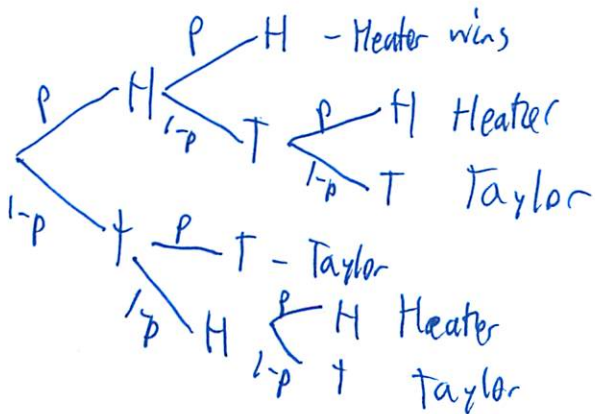 p H - Heater wins
p H 1-p T p H Heater
1-p T Taylor
1-p t p T - Taylor
1-p H p H Heater
1-p t Taylor